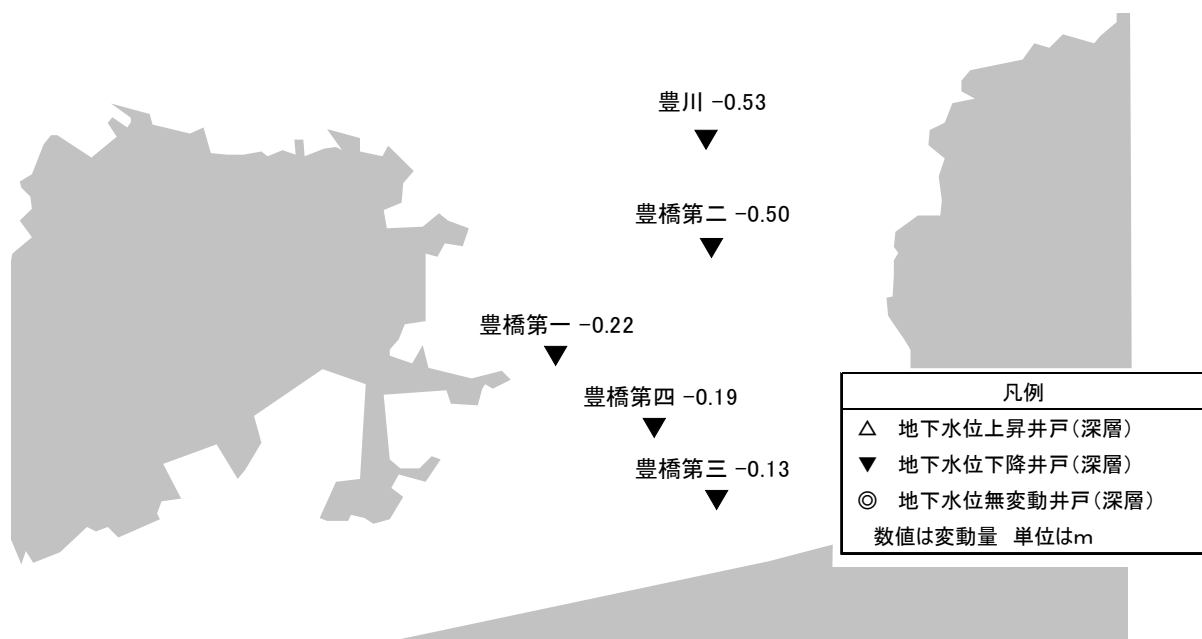 豊川 -0.53
豊橋第二 -0.50
豊橋第一 -0.22
豊橋第四 -0.19
豊橋第三 -0.13
凡例
△ 地下水位上昇井戸(深層)
▼ 地下水位下降井戸(深層)
◎ 地下水位無変動井戸(深層)
数値は変動量 単位はm